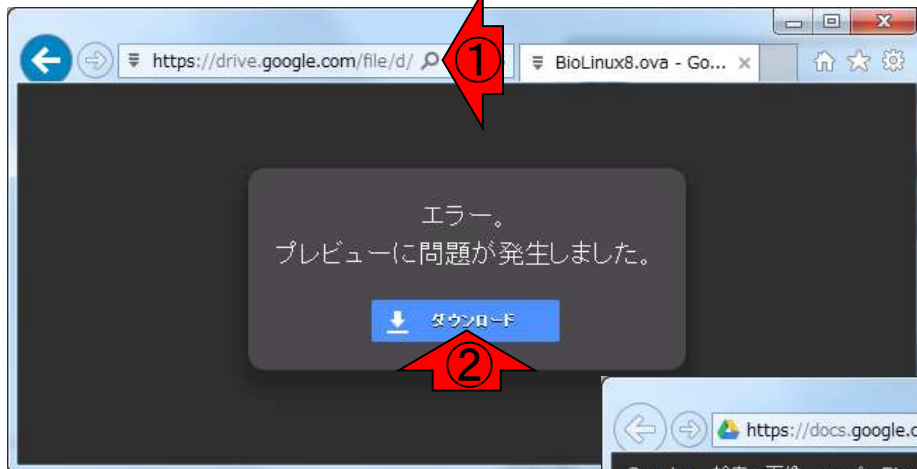 https://drive.google.com/file/d/
①
BioLinux8.ova - Go...
エラー。
プレビューに問題が発生しました。
ダウンロード
②
https://docs.google.c